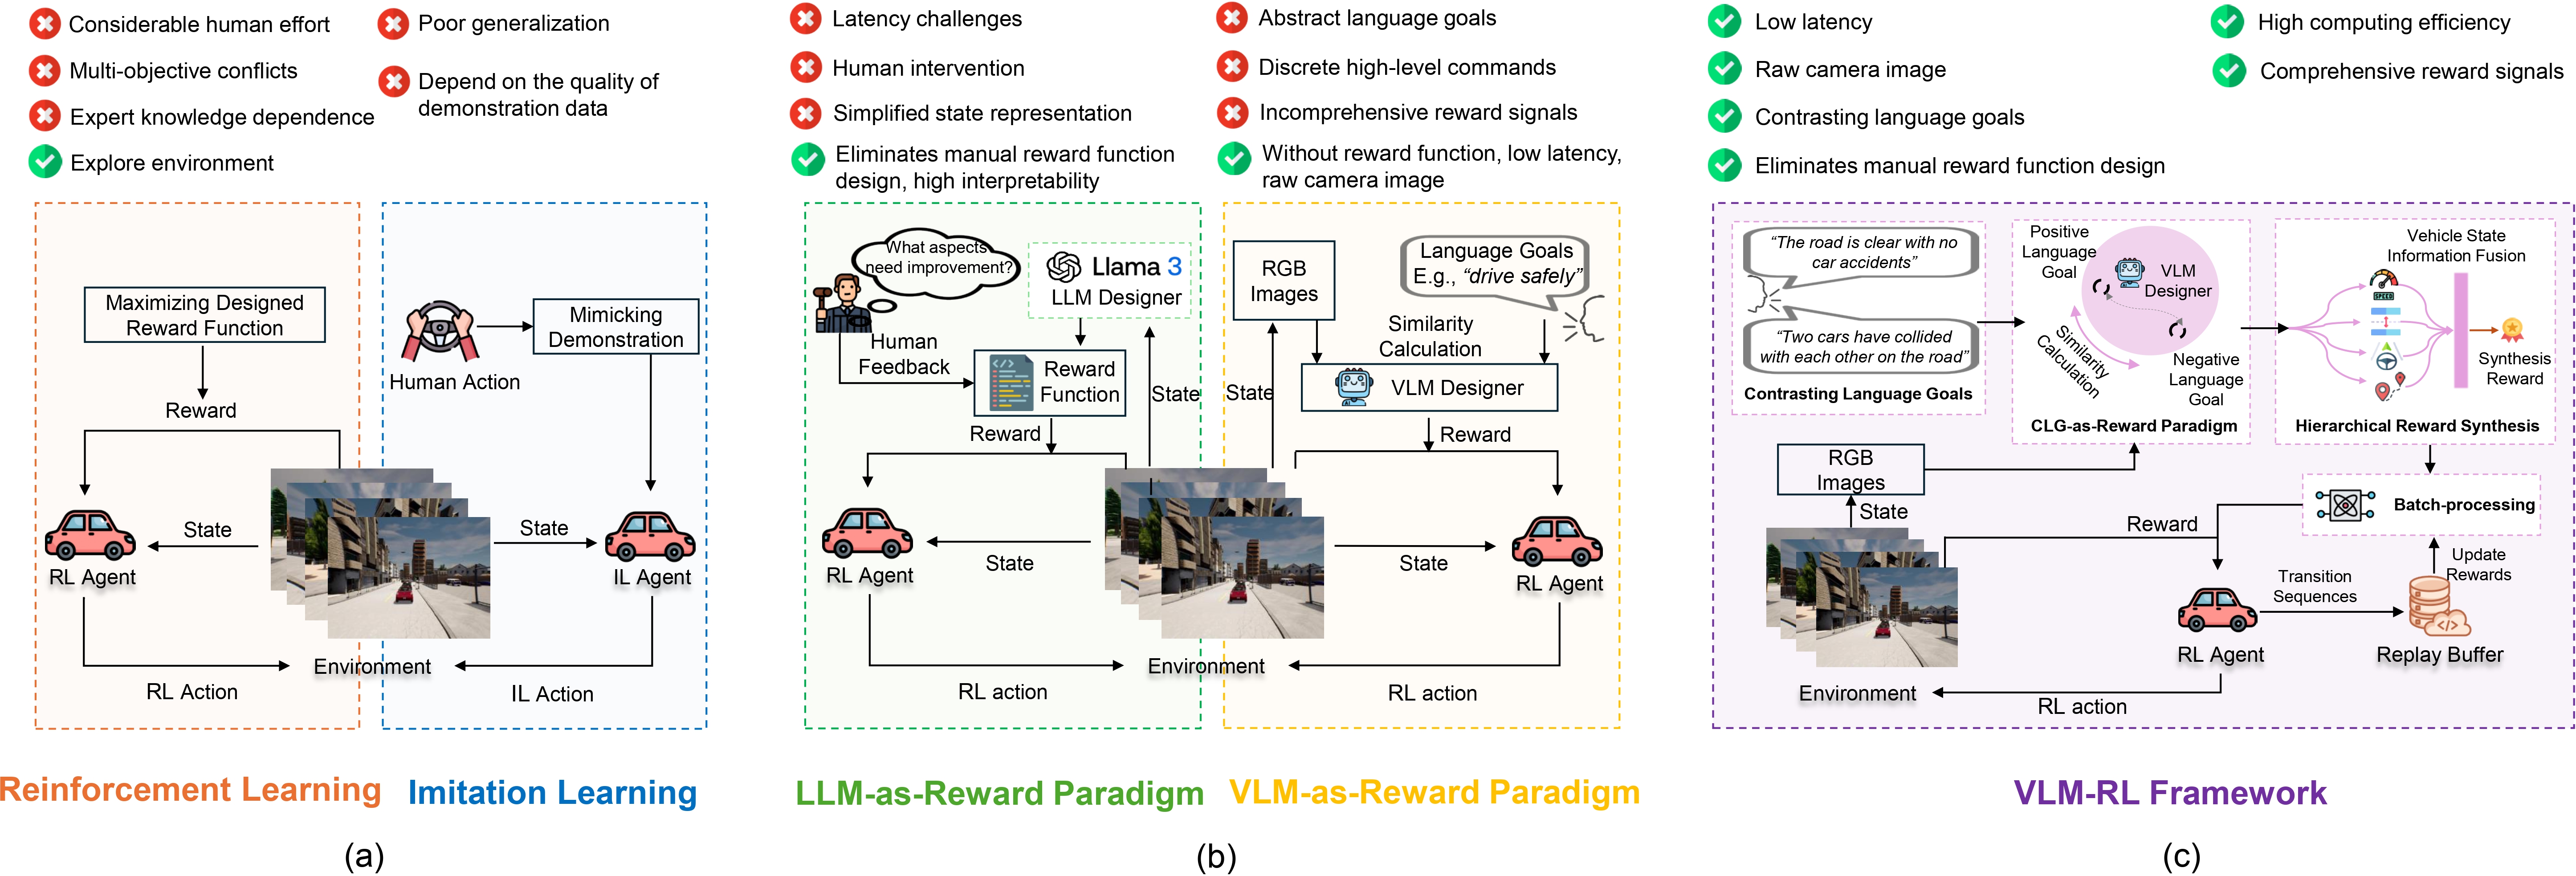 Considerable human effort
Multi-objective conflicts
Expert knowledge dependence
Explore environment
Poor generalization
Depend on the quality of
demonstration data
Maximizing Designed
Reward Function
Reward
State
RL Agent
RL Action
Human Action
Mimicking
Demonstration
State
IL Agent
IL Action
Environment
Reinforcement Learning
Imitation Learning
(a)
Latency challenges
Human intervention
Simplified state representation
Eliminates manual reward function
design, high interpretability
Abstract language goals
Discrete high-level commands
Incomprehensive reward signals
Without reward function, low latency,
raw camera image
What aspects
need improvement?
Llama 3
LLM Designer
Human
Feedback
Reward
Function
State
Reward
RL Agent
State
RL action
RGB
Images
Language Goals
E.g., “drive safely”
Similarity
Calculation
State
VLM Designer
Reward
State
RL Agent
Environment
RL action
LLM-as-Reward Paradigm
VLM-as-Reward Paradigm
(b)
Low latency
Raw camera image
Contrasting language goals
Eliminates manual reward function design
High computing efficiency
Comprehensive reward signals
“The road is clear with no
car accidents”
“Two cars have collided
with each other on the road”
Contrasting Language Goals
Positive
Language
Goal
VLM
Designer
Similarity
Calculation
Negative
Language
Goal
CLG-as-Reward Paradigm
Vehicle State
Information Fusion
SPEED
Synthesis
Reward
Hierarchical Reward Synthesis
RGB
Images
State
Batch-processing
Reward
Update
Rewards
Transition
Sequences
RL Agent
Replay Buffer
Environment
RL action
VLM-RL Framework
(c)